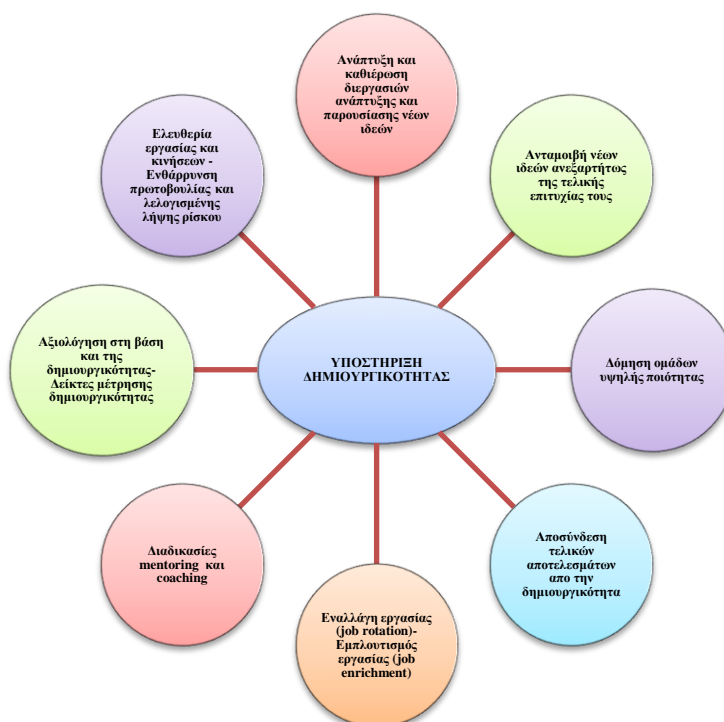 Ανάπτυξη και
καθιέρωση
διεργασιών
ανάπτυξης και
παρουσίασης νέων
ιδεών
Ανταμοιβή νέων
ιδεών ανεξαρτήτως
της τελικής
επιτυχίας τους
Δόμηση ομάδων
υψηλής ποιότητας
Αποσύνδεση
τελικών
αποτελεσμάτων
απο την
δημιουργικότητα
Εναλλάγη εργασίας
(job rotation)-
Εμπλουτισμός
εργασίας (job
enrichment)
Διαδικασίες
mentoring και
coaching
Αξιολόγηση στη βάση
και της
δημιουργικότητας-
Δείκτες μέτρησης
δημιουργικότητας
Ελευθερία
εργασίας και
κινήσεων -
Ενθάρρυνση
πρωτοβουλίας και
λελογισμένης
λήψης ρίσκου
ΥΠΟΣΤΗΡΙΞΗ
ΔΗΜΙΟΥΡΓΙΚΟΤΗΤΑΣ